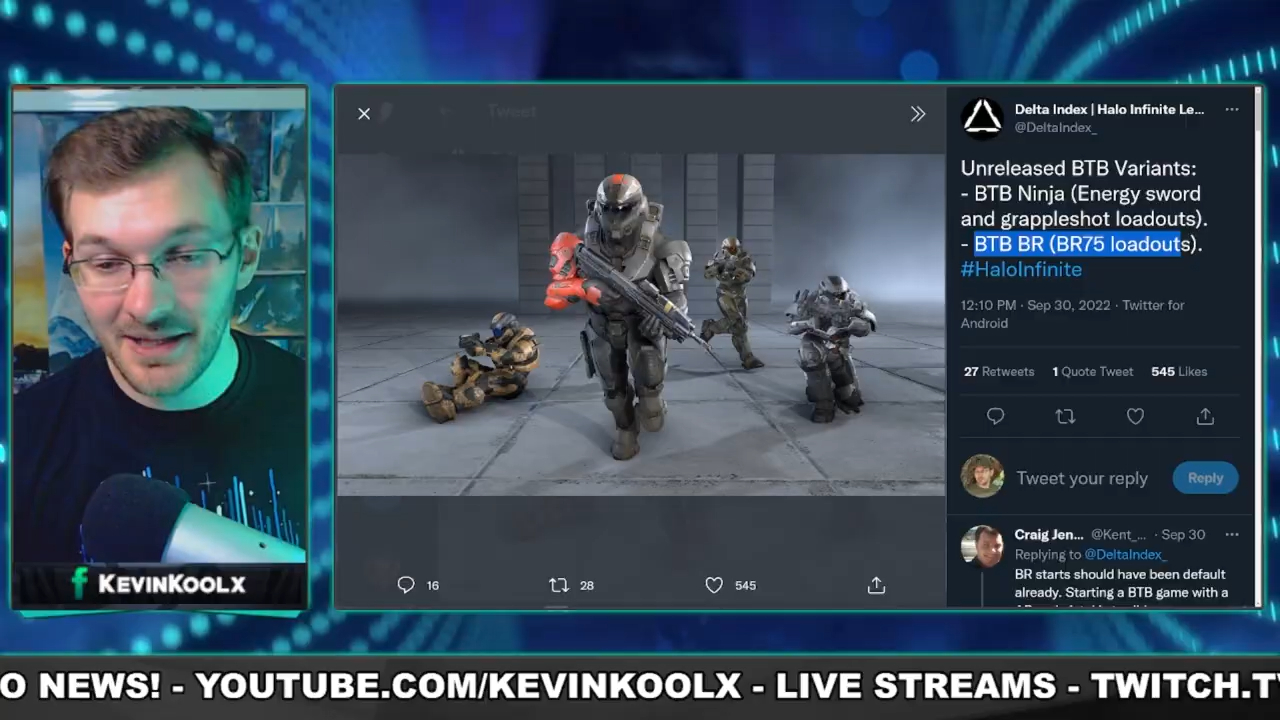 Tweet
Delta Index | Halo Infinite Le...
@DeltaIndex_
Unreleased BTB Variants:
- BTB Ninja (Energy sword
and grappleshot loadouts).
- BTB BR (BR75 loadouts).
#HaloInfinite
12:10 PM · Sep 30, 2022 · Twitter for
Android
27 Retweets 1 Quote Tweet 545 Likes
Tweet your reply
Reply
Craig Jen... @Kent_... · Sep 30
Replying to @DeltaIndex_
BR starts should have been default
already. Starting a BTB game with a
16 28 545
f KEVINKOOLX
O NEWS! - YOUTUBE.COM/KEVINKOOLX - LIVE STREAMS - TWITCH.TV